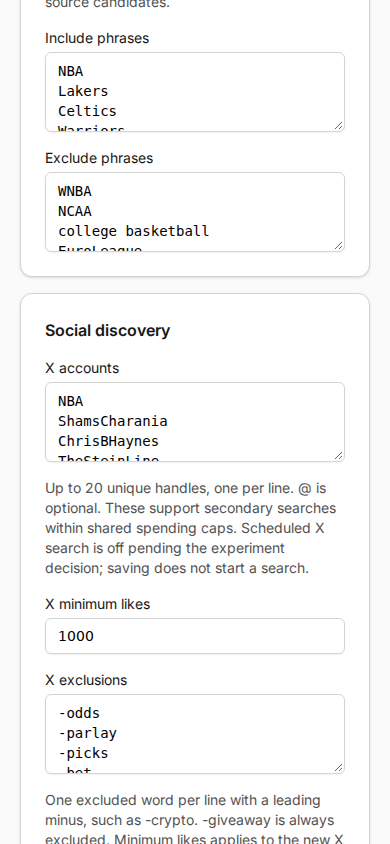 source candidates.
Include phrases
NBA
Lakers
Celtics
Warriors
Exclude phrases
WNBA
NCAA
college basketball
EuroLeague
Social discovery
X accounts
NBA
ShamsCharania
ChrisBHaynes
TheSteinLine
Up to 20 unique handles, one per line. @ is
optional. These support secondary searches
within shared spending caps. Scheduled X
search is off pending the experiment
decision; saving does not start a search.
X minimum likes
1000
X exclusions
-odds
-parlay
-picks
-bet
One excluded word per line with a leading
minus, such as -crypto. -giveaway is always
excluded. Minimum likes applies to the new X